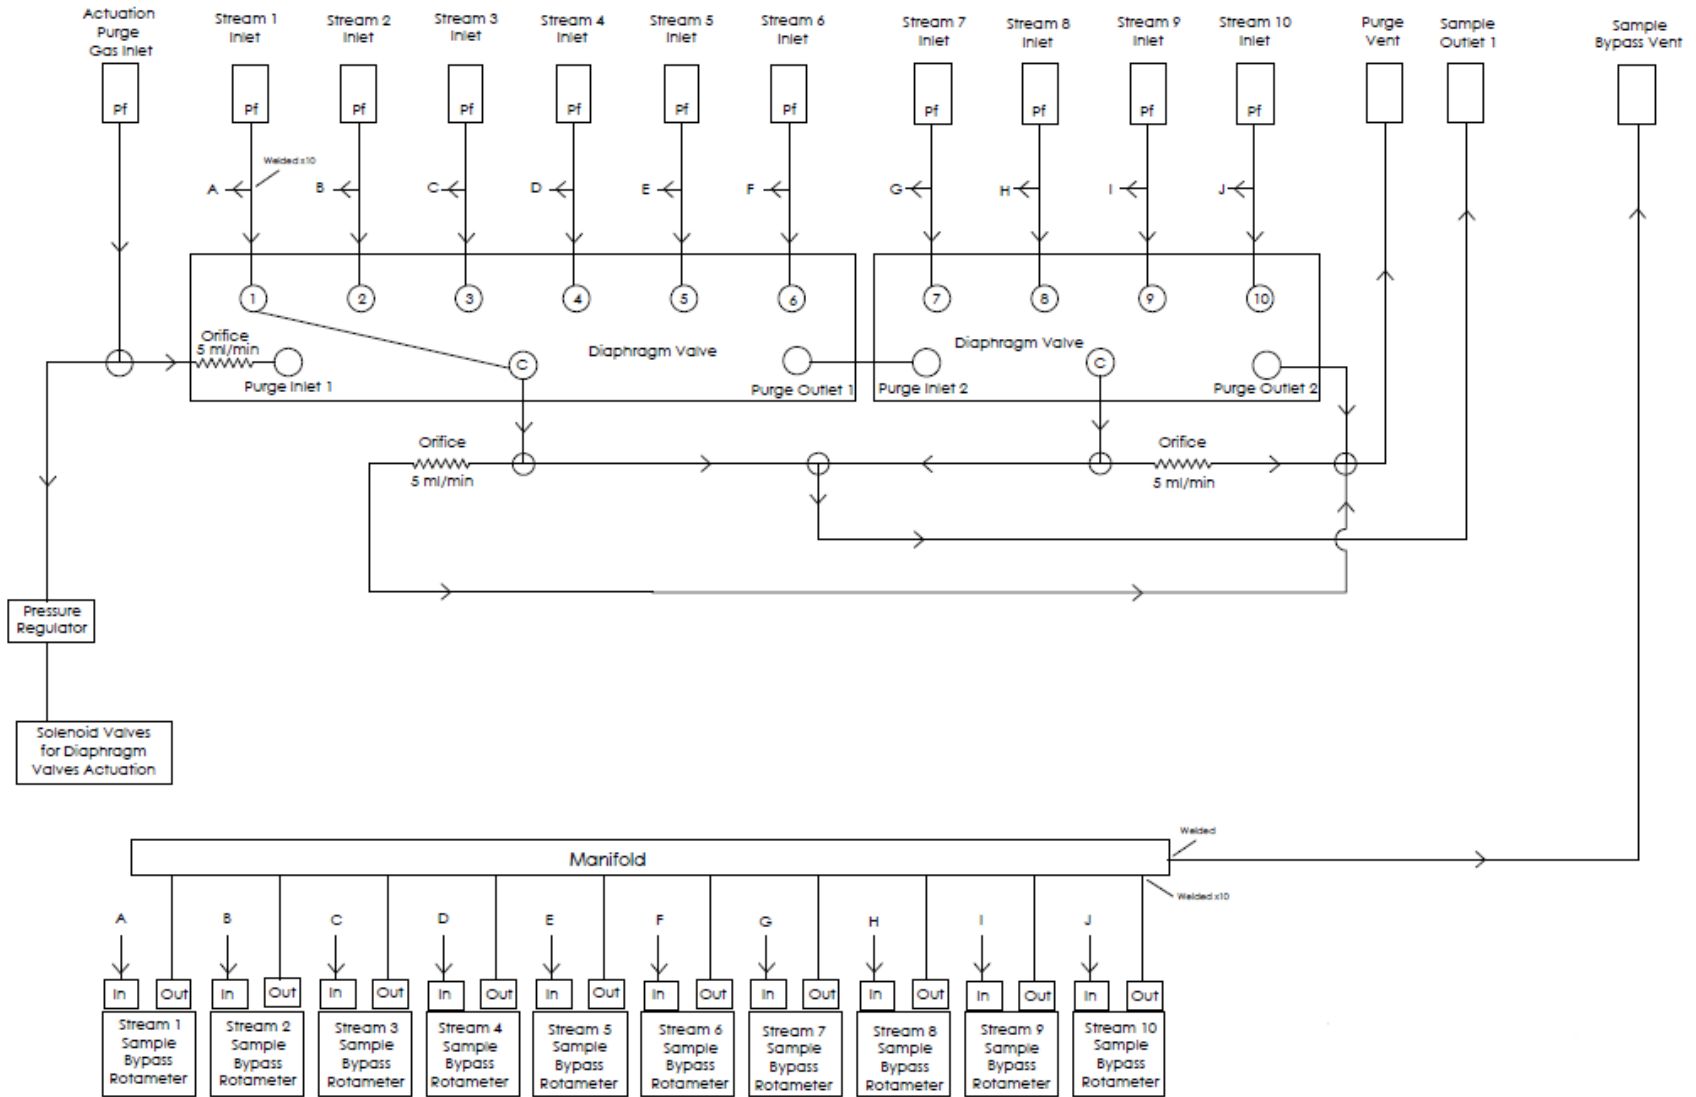 Actuation
Purge
Gas Inlet
Stream 1
Inlet
Stream 2
Inlet
Stream 3
Inlet
Stream 4
Inlet
Stream 5
Inlet
Stream 6
Inlet
Stream 7
Inlet
Stream 8
Inlet
Stream 9
Inlet
Stream 10
Inlet
Purge
Vent
Sample
Outlet 1
Sample
Bypass Vent
Pf
Pf
Pf
Pf
Pf
Pf
Pf
Pf
Pf
Pf
Pf
Welded x10
A
B
C
D
E
F
G
H
I
J
1
2
3
4
5
6
7
8
9
10
Orifice
5 ml/min
Purge Inlet 1
C
Diaphragm Valve
Purge Outlet 1
Purge Inlet 2
Diaphragm Valve
C
Purge Outlet 2
Orifice
5 ml/min
Orifice
5 ml/min
Pressure
Regulator
Solenoid Valves
for Diaphragm
Valves Actuation
Manifold
Welded
Welded x10
A
B
C
D
E
F
G
H
I
J
In
Out
In
Out
In
Out
In
Out
In
Out
In
Out
In
Out
In
Out
In
Out
In
Out
Stream 1
Sample
Bypass
Rotameter
Stream 2
Sample
Bypass
Rotameter
Stream 3
Sample
Bypass
Rotameter
Stream 4
Sample
Bypass
Rotameter
Stream 5
Sample
Bypass
Rotameter
Stream 6
Sample
Bypass
Rotameter
Stream 7
Sample
Bypass
Rotameter
Stream 8
Sample
Bypass
Rotameter
Stream 9
Sample
Bypass
Rotameter
Stream 10
Sample
Bypass
Rotameter